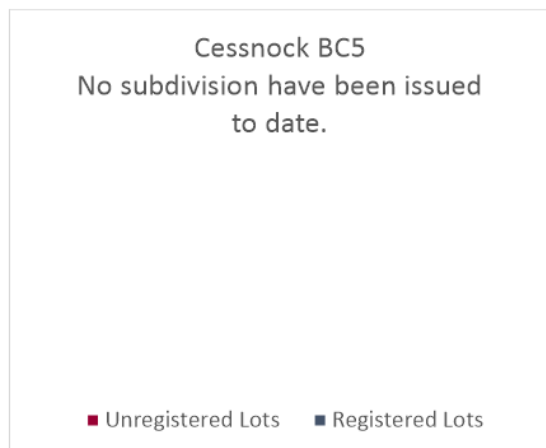 Cessnock BC5
No subdivision have been issued
to date.
Unregistered Lots Registered Lots